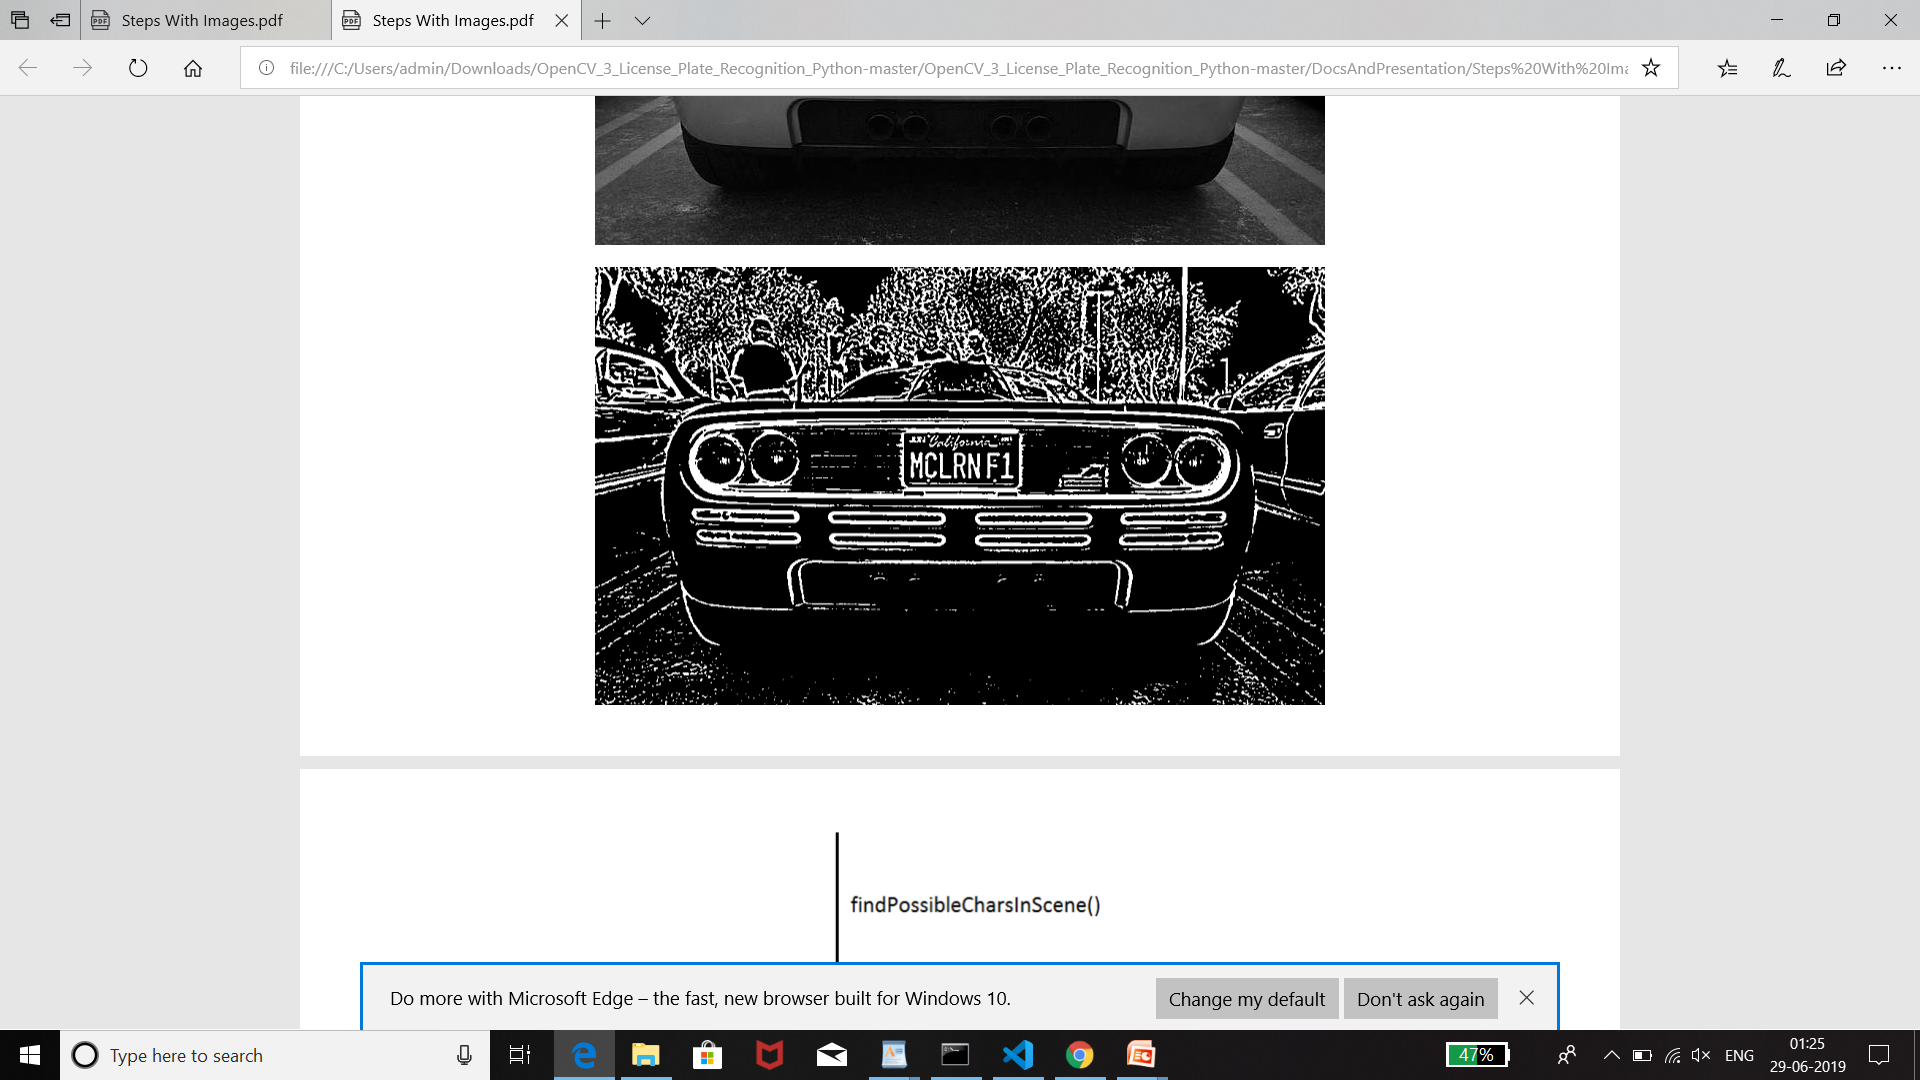 Steps With Images.pdf
Steps With Images.pdf
file:///C:/Users/admin/Downloads/OpenCV_3_License_Plate_Recognition_Python-master/OpenCV_3_License_Plate_Recognition_Python-master/DocsAndPresentation/Steps%20With%20Ima
California
MCLRN F1
findPossibleCharsInScene()
Do more with Microsoft Edge – the fast, new browser built for Windows 10.
Change my default
Don't ask again
Type here to search
47%
ENG
01:25
29-06-2019